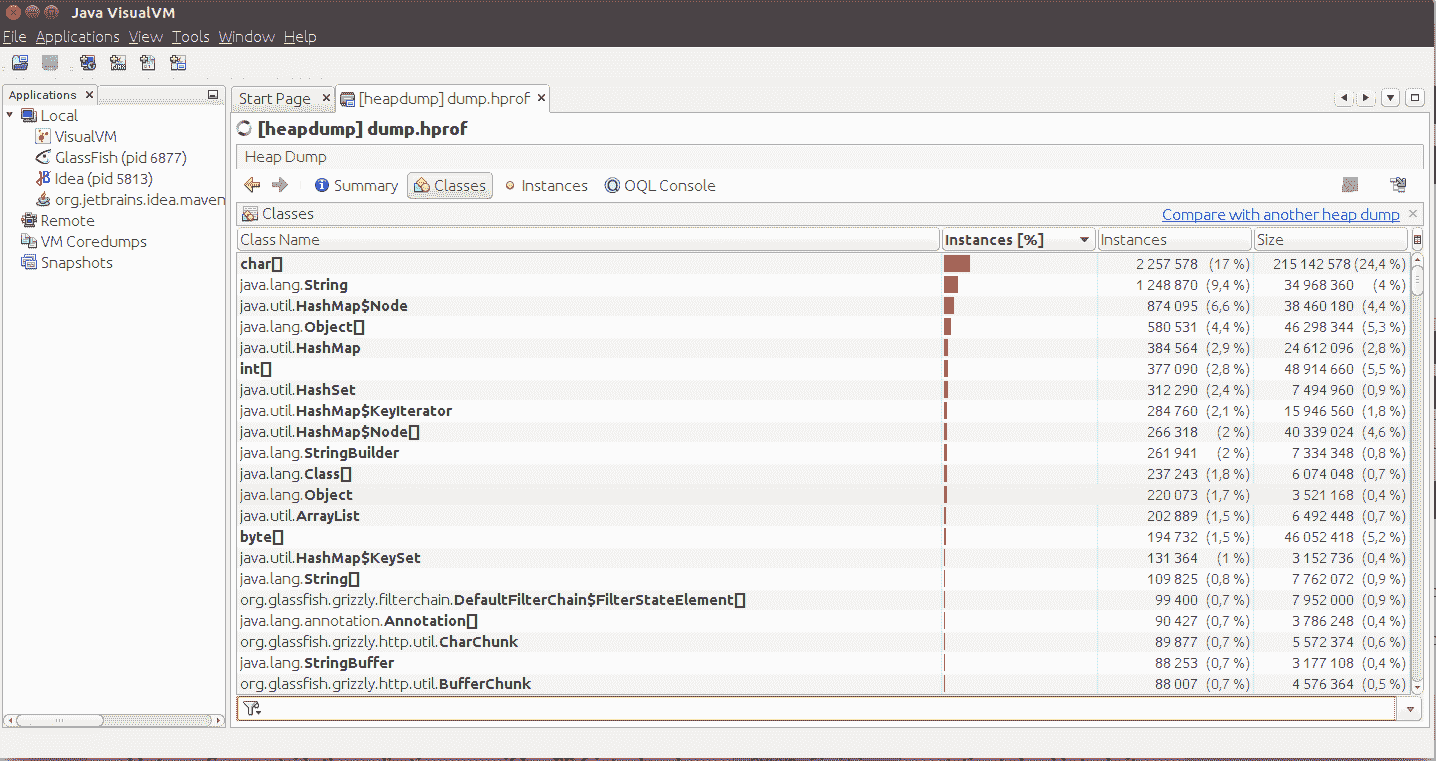 Java VisualVM
File Applications View Tools Window Help
Applications
Local
VisualVM
GlassFish (pid 6877)
Idea (pid 5813)
org.jetbrains.idea.maven
Remote
VM Coredumps
Snapshots
Start Page [heapdump] dump.hprof
[heapdump] dump.hprof
Heap Dump
Summary Classes Instances OQL Console
Classes Compare with another heap dump
Class Name Instances [%] Instances Size
char[] 2 257 578 (17 %) 215 142 578 (24,4 %)
java.lang.String 1 248 870 (9,4 %) 34 968 360 (4 %)
java.util.HashMap$Node 874 095 (6,6 %) 38 460 180 (4,4 %)
java.lang.Object[] 580 531 (4,4 %) 46 298 344 (5,3 %)
java.util.HashMap 384 564 (2,9 %) 24 612 096 (2,8 %)
int[] 377 090 (2,8 %) 48 914 660 (5,5 %)
java.util.HashSet 312 290 (2,4 %) 7 494 960 (0,9 %)
java.util.HashMap$KeyIterator 284 760 (2,1 %) 15 946 560 (1,8 %)
java.util.HashMap$Node[] 266 318 (2 %) 40 339 024 (4,6 %)
java.lang.StringBuilder 261 941 (2 %) 7 334 348 (0,8 %)
java.lang.Class[] 237 243 (1,8 %) 6 074 048 (0,7 %)
java.lang.Object 220 073 (1,7 %) 3 521 168 (0,4 %)
java.util.ArrayList 202 889 (1,5 %) 6 492 448 (0,7 %)
byte[] 194 732 (1,5 %) 46 052 418 (5,2 %)
java.util.HashMap$KeySet 131 364 (1 %) 3 152 736 (0,4 %)
java.lang.String[] 109 825 (0,8 %) 7 762 072 (0,9 %)
org.glassfish.grizzly.filterchain.DefaultFilterChain$FilterStateElement[] 99 400 (0,7 %) 7 952 000 (0,9 %)
java.lang.annotation.Annotation[] 90 427 (0,7 %) 3 786 248 (0,4 %)
org.glassfish.grizzly.http.util.CharChunk 89 877 (0,7 %) 5 572 374 (0,6 %)
java.lang.StringBuffer 88 253 (0,7 %) 3 177 108 (0,4 %)
org.glassfish.grizzly.http.util.BufferChunk 88 007 (0,7 %) 4 576 364 (0,5 %)